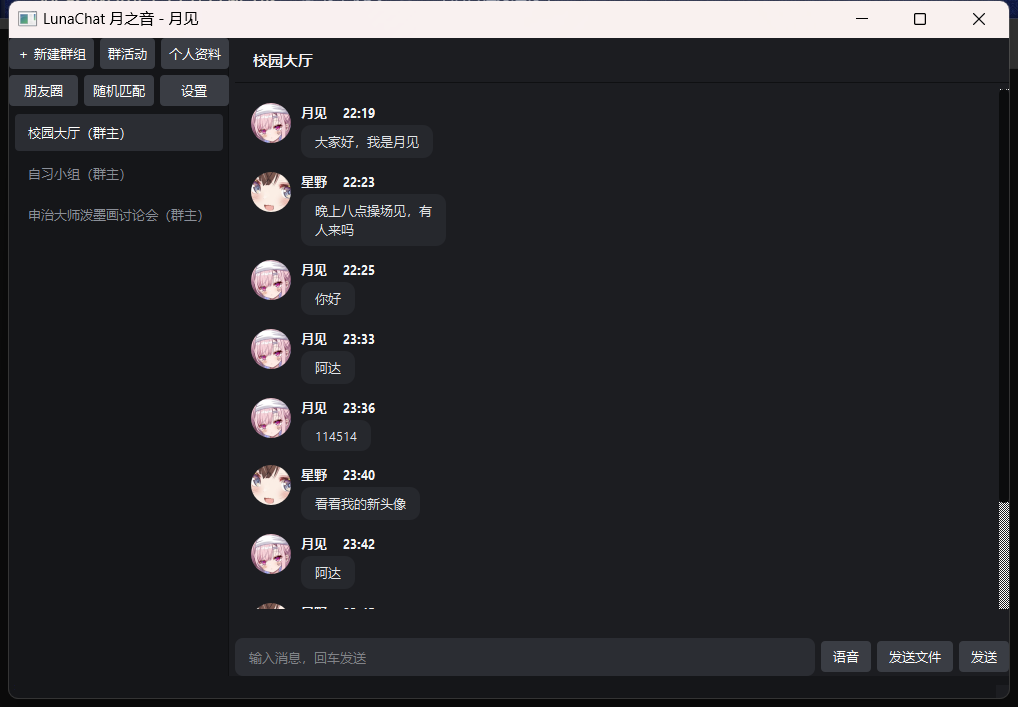 LunaChat 月之音 - 月见
+ 新建群组 群活动 个人资料
朋友圈 随机匹配 设置
校园大厅（群主）
自习小组（群主）
申治大师泼墨画讨论会（群主）
校园大厅
月见 22:19
大家好，我是月见
星野 22:23
晚上八点操场见，有
人来吗
月见 22:25
你好
月见 23:33
阿达
月见 23:36
114514
星野 23:40
看看我的新头像
月见 23:42
阿达
输入消息，回车发送 语音 发送文件 发送